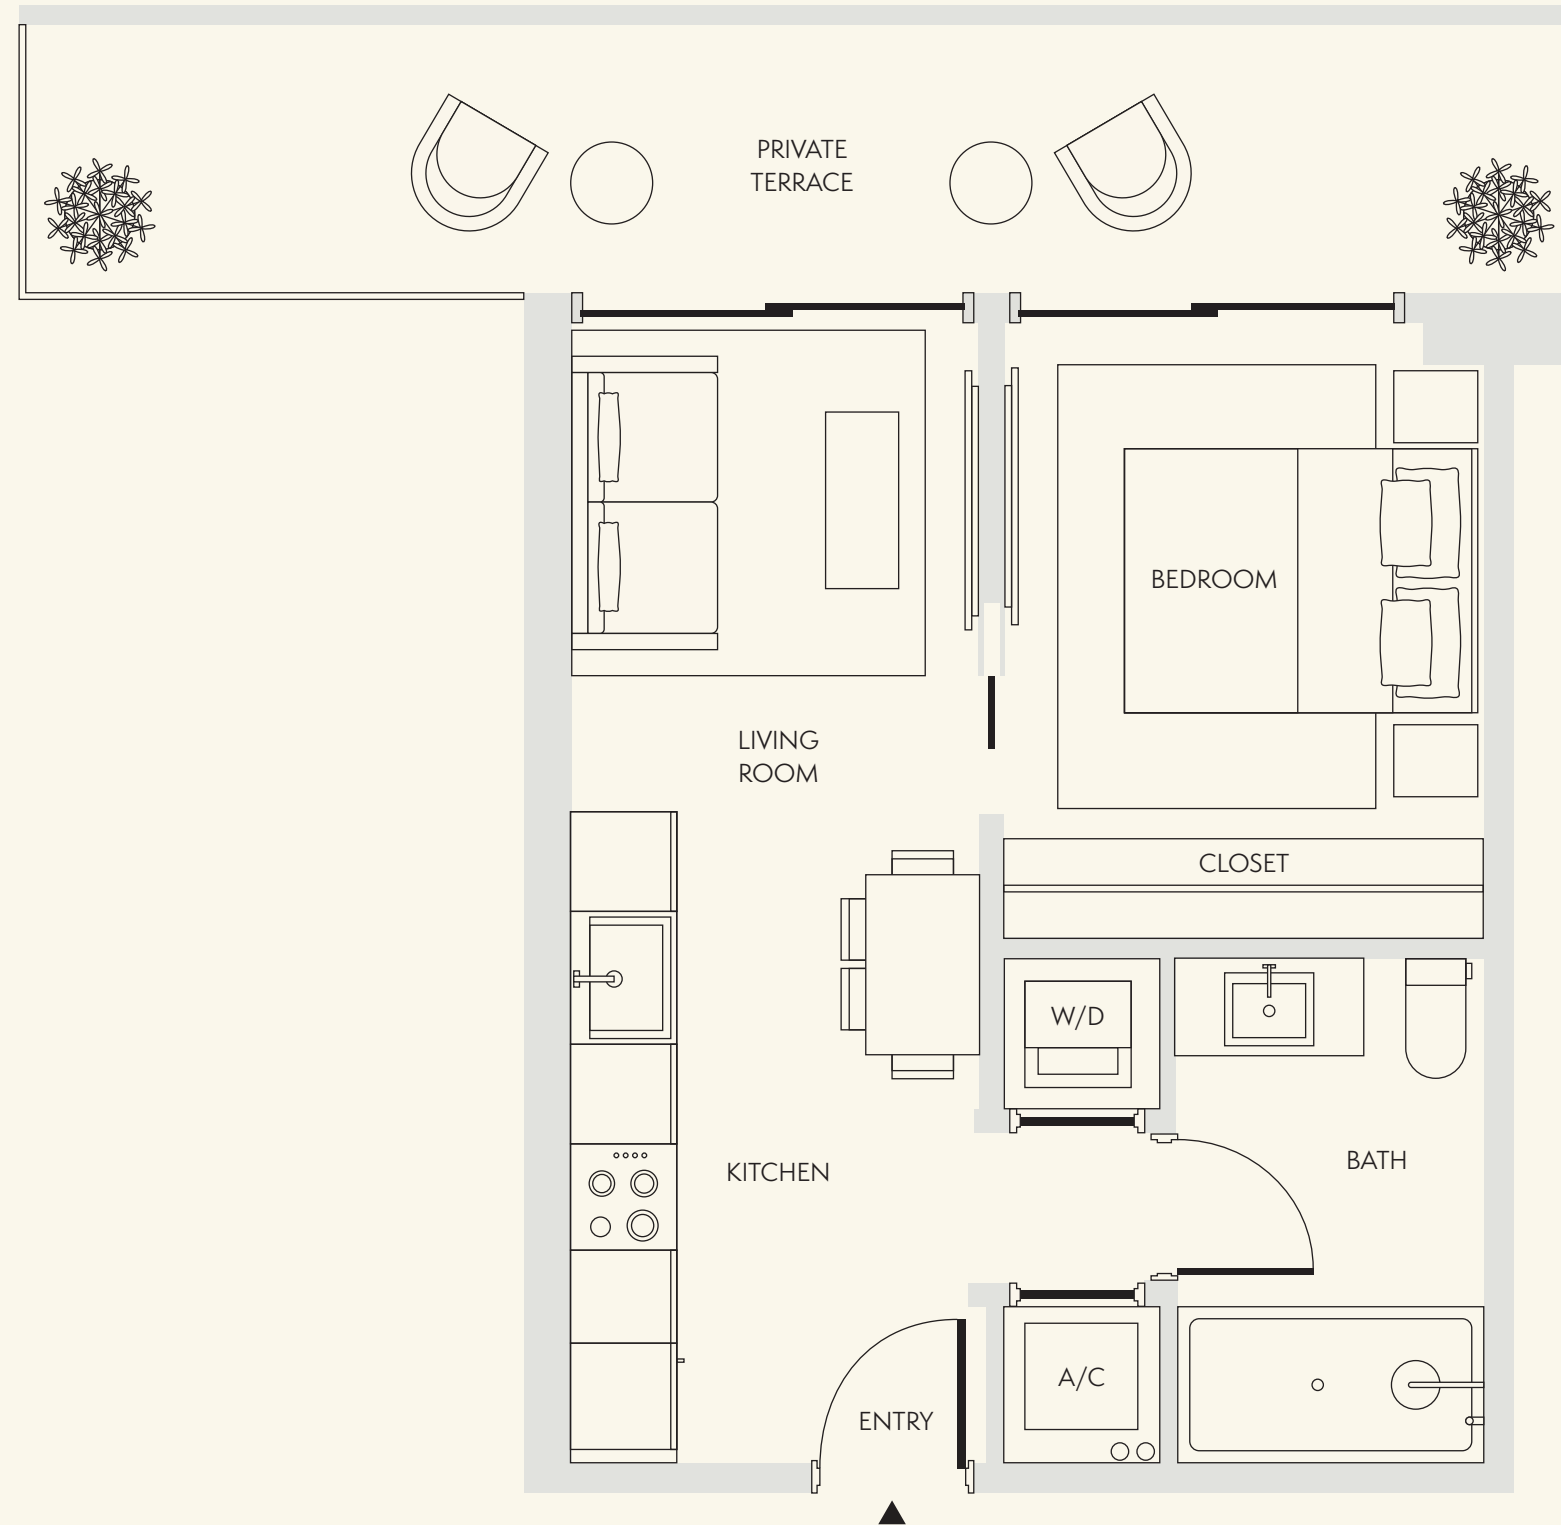 PRIVATE
TERRACE
BEDROOM
LIVING
ROOM
CLOSET
W/D
KITCHEN
BATH
A/C
ENTRY